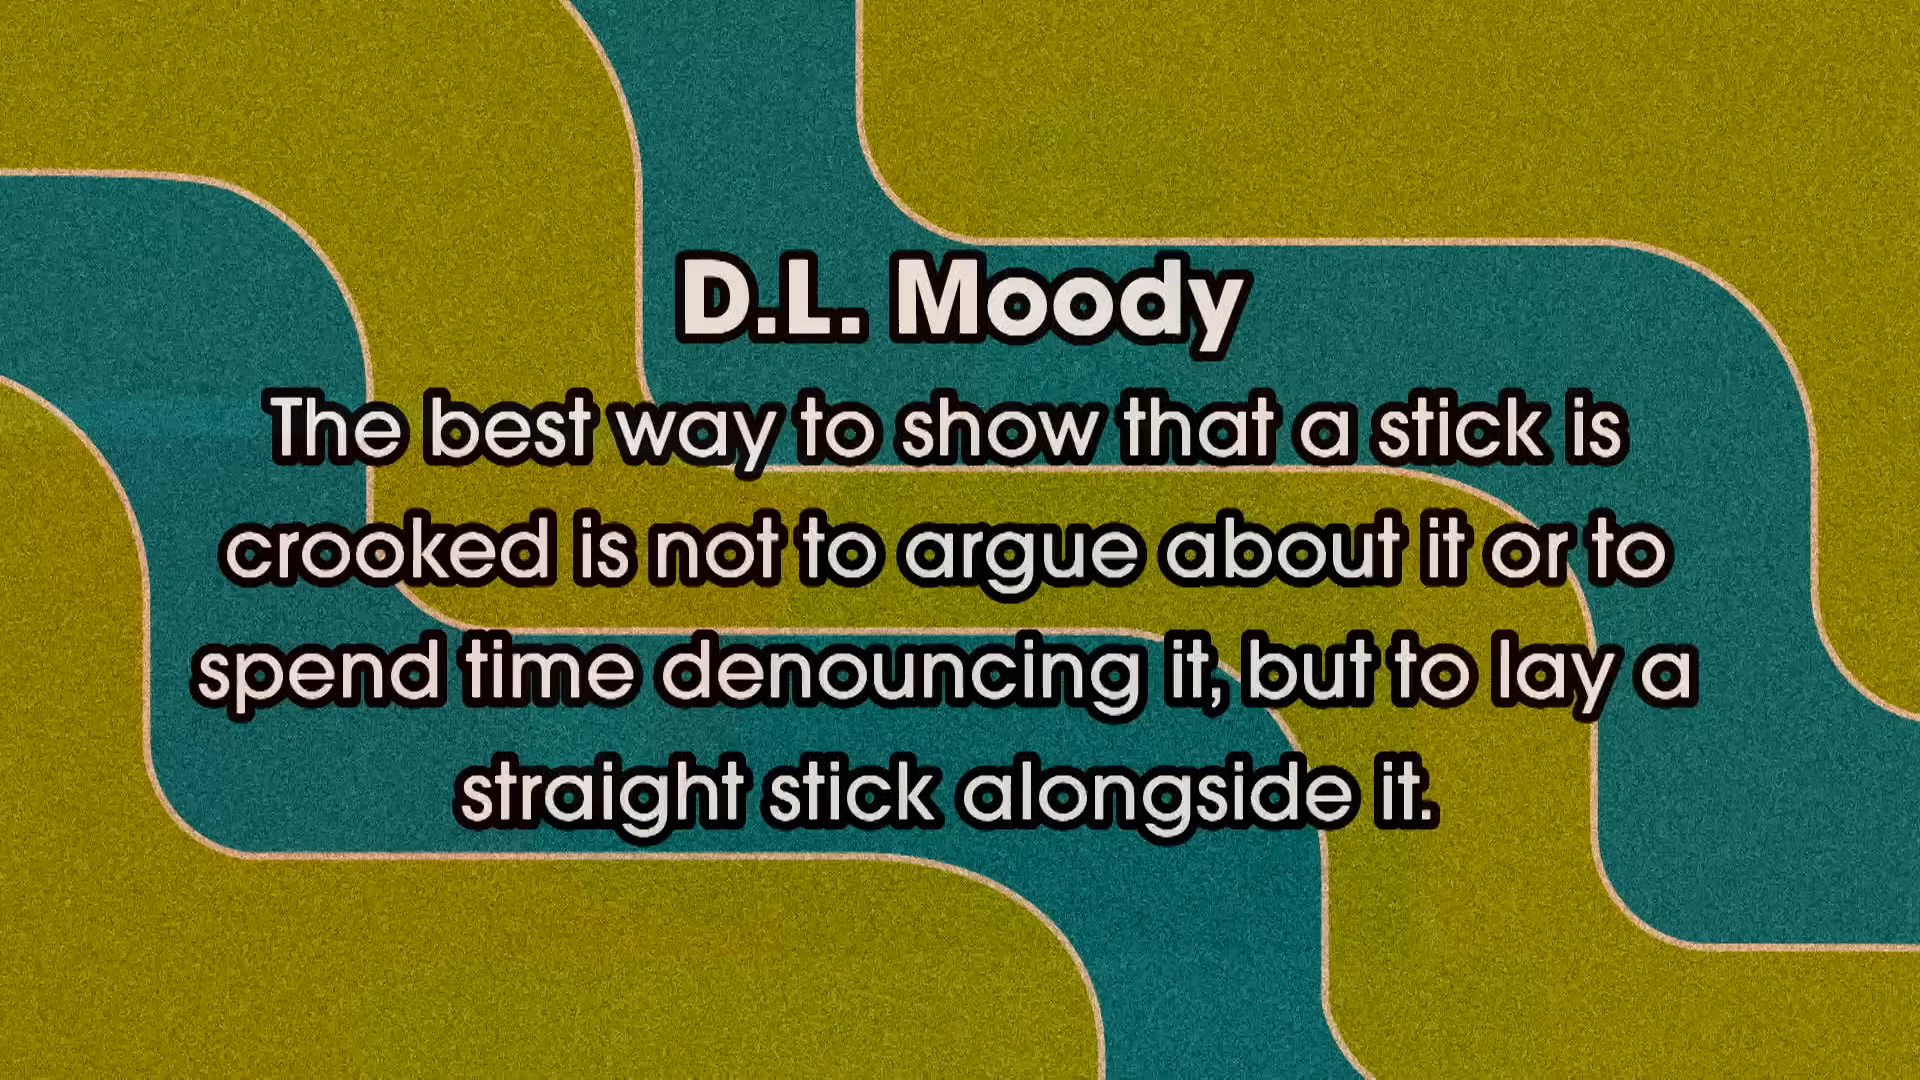 D.L. Moody
The best way to show that a stick is
crooked is not to argue about it or to
spend time denouncing it, but to lay a
straight stick alongside it.